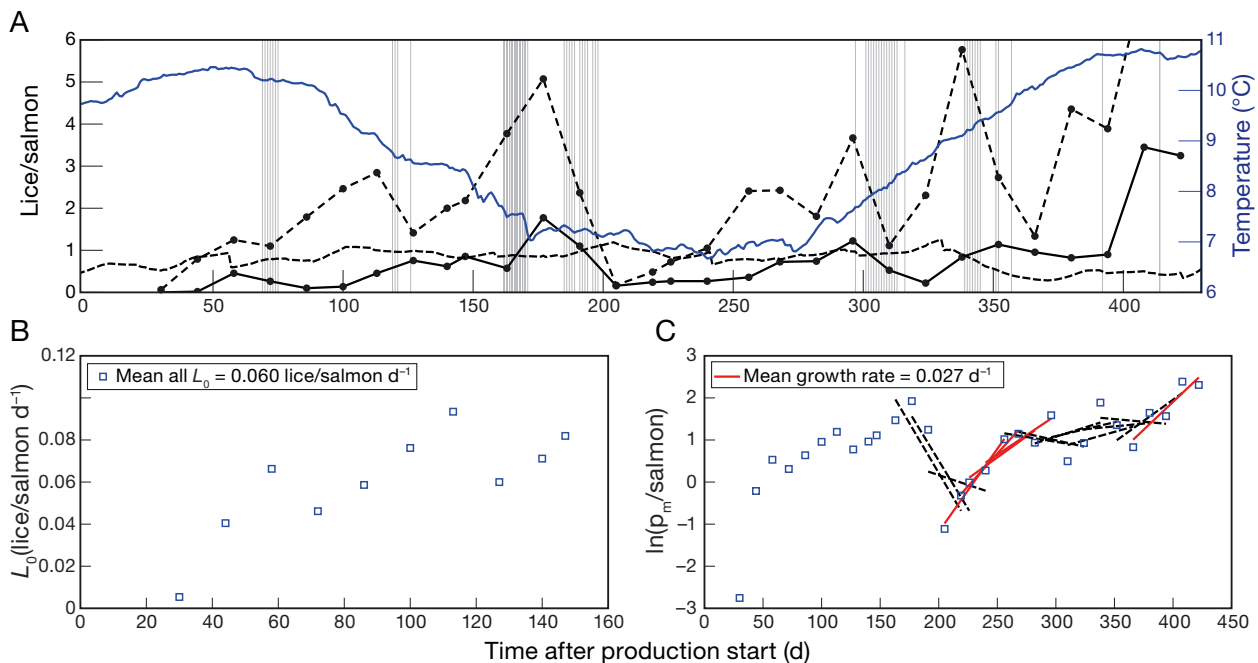 A
Lice/salmon
6
5
4
3
2
1
0
0 50 100 150 200 250 300 350 400
11
10
9
8
7
6
Temperature (°C)
B
L₀(lice/salmon d⁻¹)
0.12
0.1
0.08
0.06
0.04
0.02
0
Mean all L₀ = 0.060 lice/salmon d⁻¹
0 20 40 60 80 100 120 140 160
C
ln(pₘ/salmon)
3
2
1
0
−1
−2
−3
Mean growth rate = 0.027 d⁻¹
0 50 100 150 200 250 300 350 400 450
Time after production start (d)